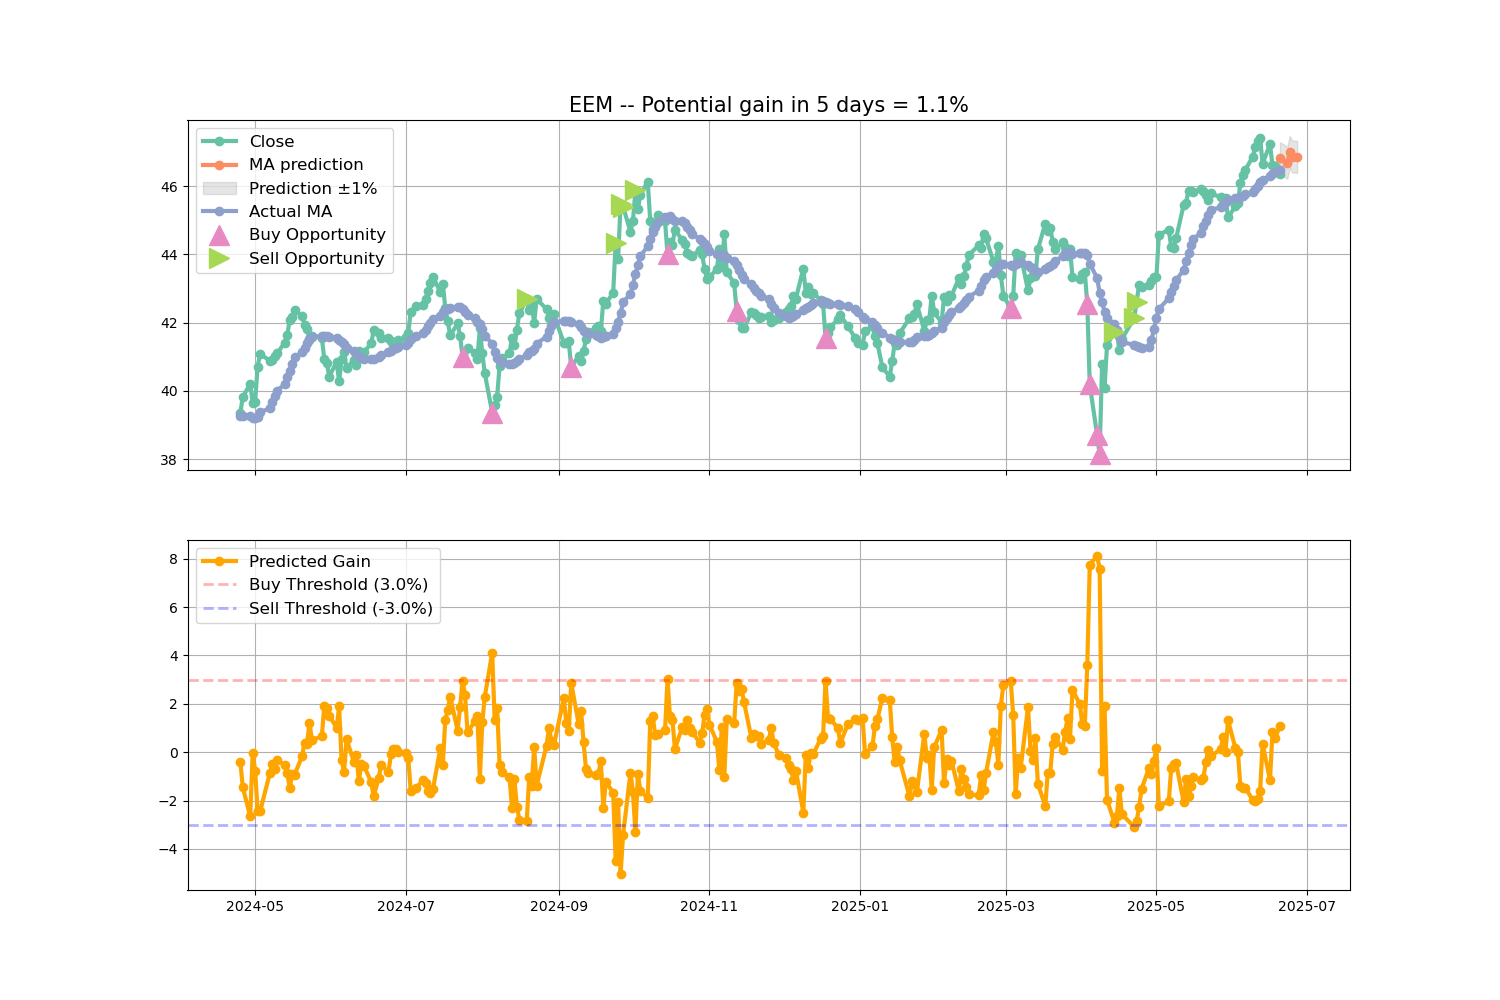 EEM -- Potential gain in 5 days = 1.1%
Close
MA prediction
Prediction ±1%
Actual MA
Buy Opportunity
Sell Opportunity
46
44
42
40
38
Predicted Gain
Buy Threshold (3.0%)
Sell Threshold (-3.0%)
8
6
4
2
0
−2
−4
2024-05 2024-07 2024-09 2024-11 2025-01 2025-03 2025-05 2025-07